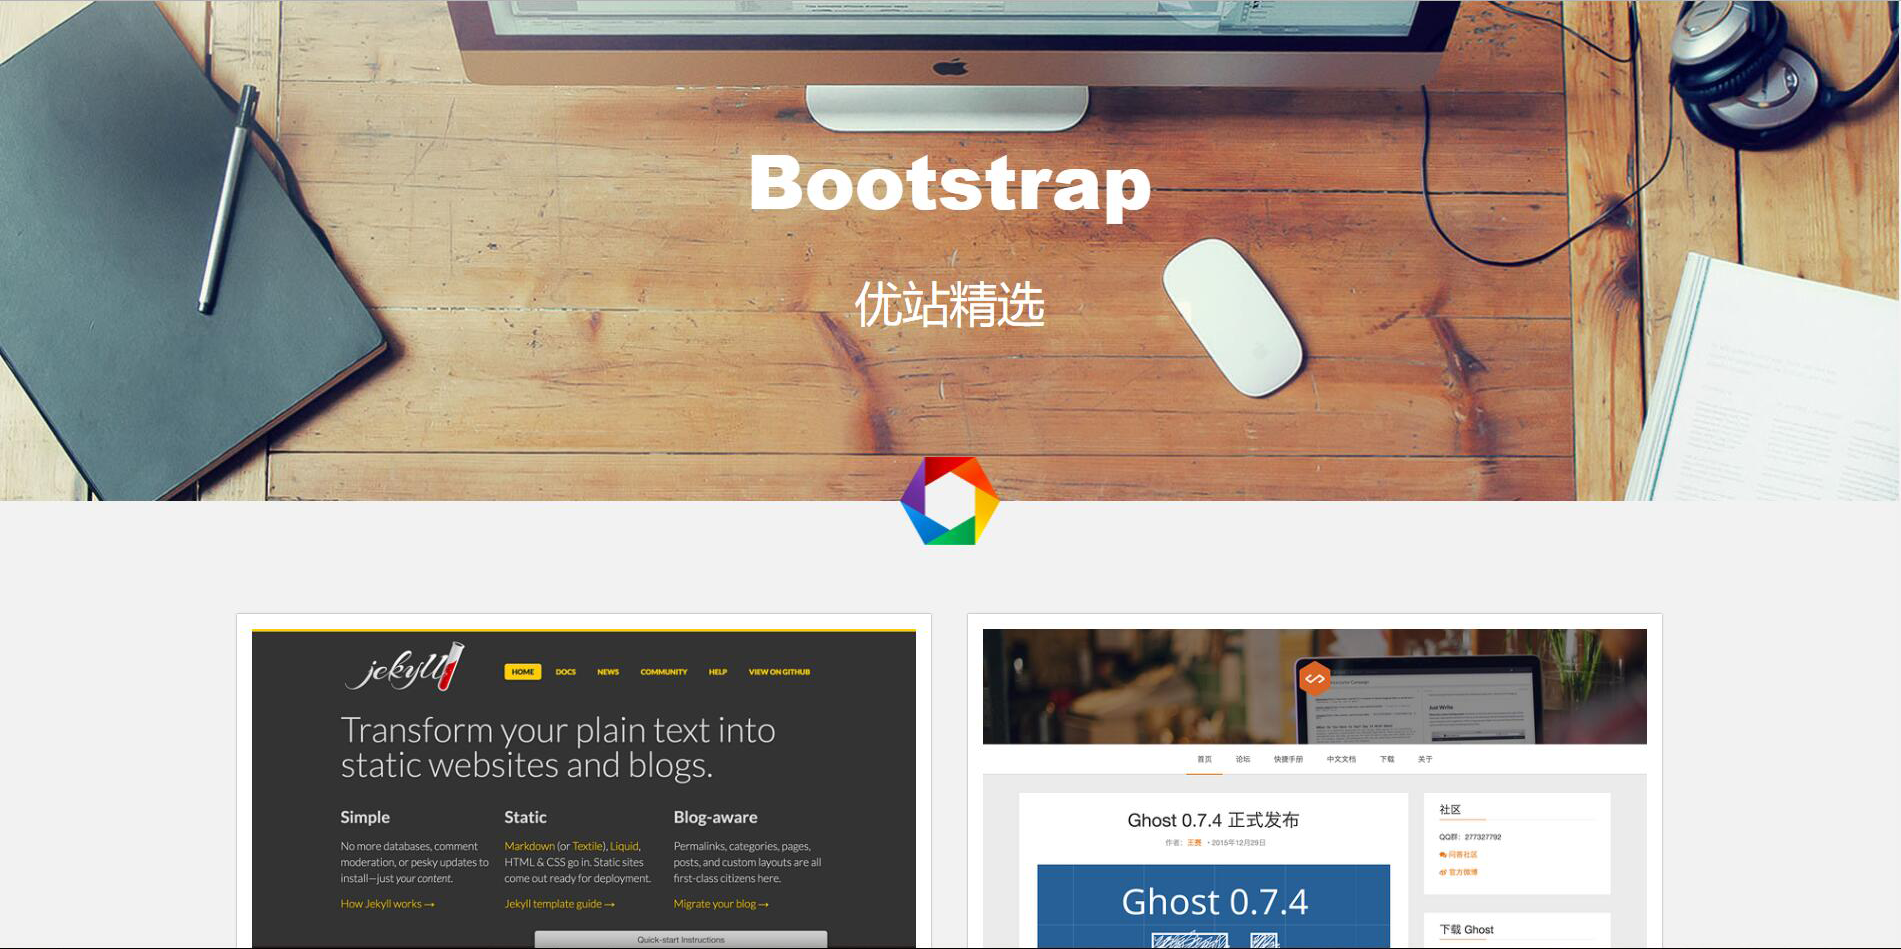 Bootstrap
优站精选
jekyll
HOME DOCS NEWS COMMUNITY HELP VIEW ON GITHUB
Transform your plain text into
static websites and blogs.
Simple
No more databases, comment
moderation, or pesky updates to
install—just your content.
How Jekyll works →
Static
Markdown (or Textile), Liquid,
HTML & CSS go in. Static sites
come out ready for deployment.
Jekyll template guide →
Blog-aware
Permalinks, categories, pages,
posts, and custom layouts are all
first-class citizens here.
Migrate your blog →
Quick-start Instructions
Just Write
首页 论坛 快捷手册 中文文档 下载 关于
Ghost 0.7.4 正式发布
作者：王赛 • 2015年12月29日
Ghost 0.7.4
社区
QQ群：277327792
问答社区
官方微博
下载 Ghost